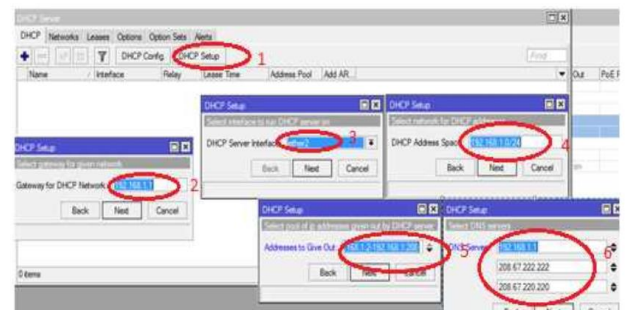 DHCP Server
DHCP Networks Leases Options Option Sets Alerts
DHCP Config DHCP Setup 1 Find
Name Interface Relay Lease Time Address Pool Add AR... Out PoE P
DHCP Setup
Select interface to run DHCP server on
DHCP Server Interface: ether2 3
Back Next Cancel
DHCP Setup
Select network for DHCP addresses
DHCP Address Space: 192.168.1.0/24 4
Back Next Cancel
DHCP Setup
Select gateway for given network
Gateway for DHCP Network: 192.168.1.1 2
Back Next Cancel
DHCP Setup
Select pool of ip addresses given out by DHCP server
Addresses to Give Out: 168.1.2-192.168.1.200 5
Back Next Cancel
DHCP Setup
Select DNS servers
DNS Servers: 192.168.1.1 6
208.67.222.222
208.67.220.220
0 items